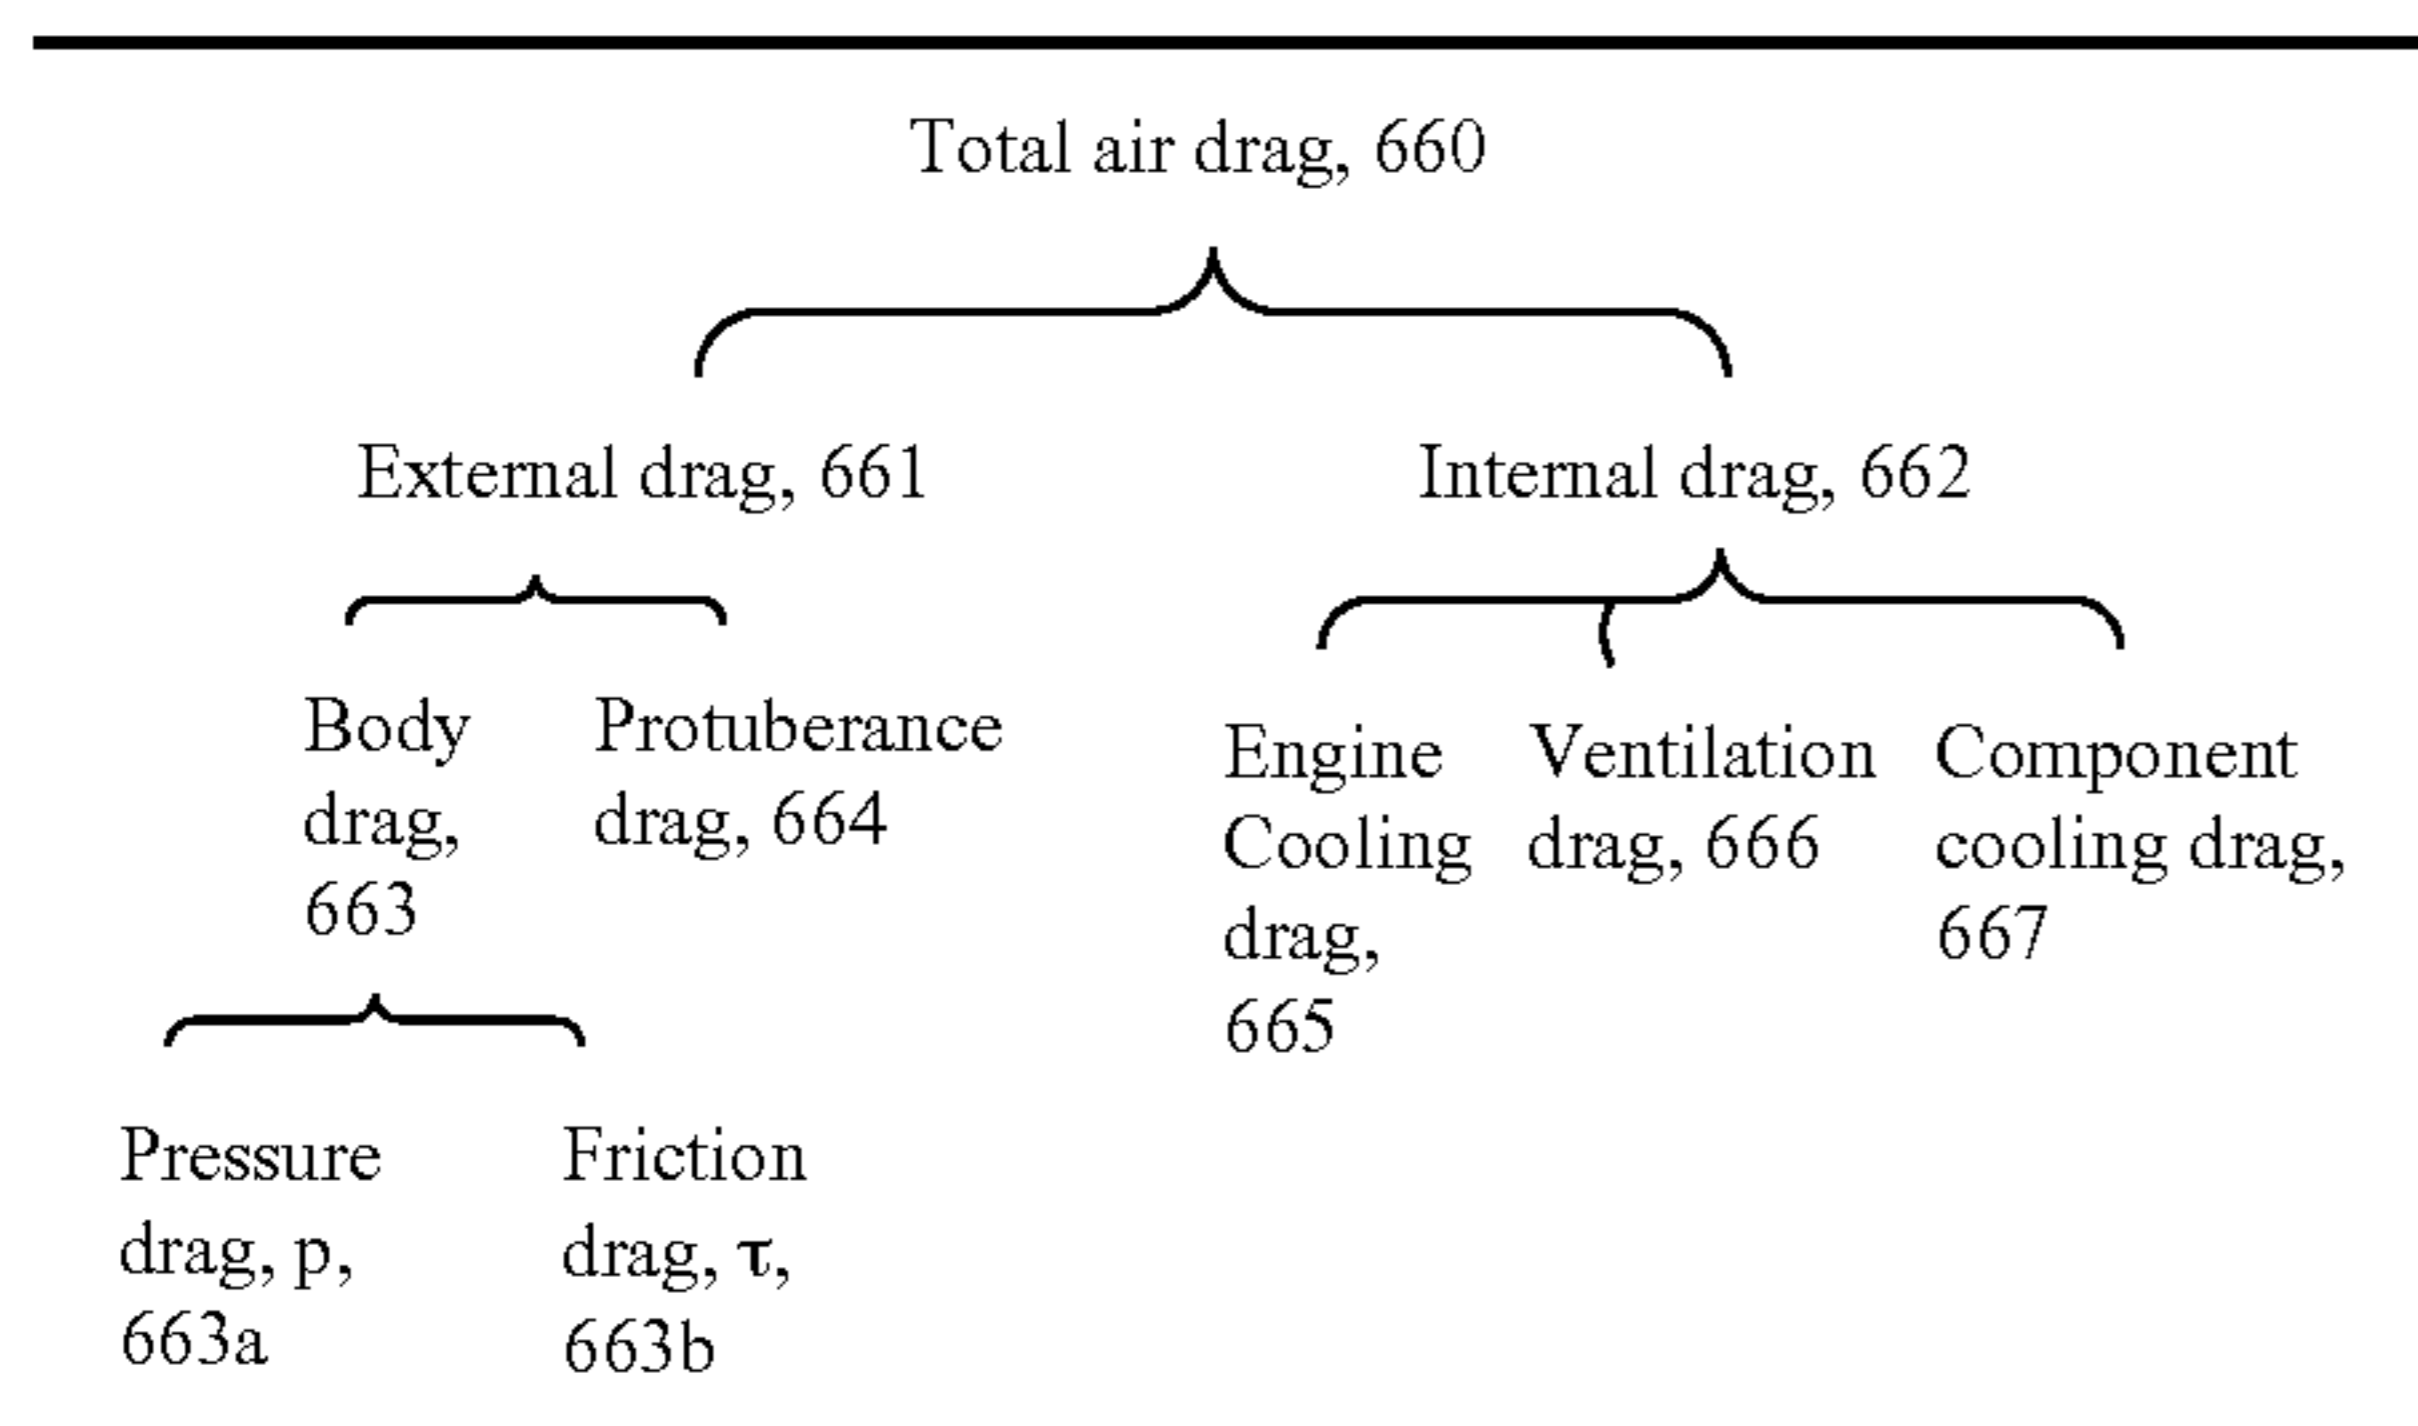 Total air drag, 660
External drag, 661
Internal drag, 662
Body
drag,
663
Protuberance
drag, 664
Engine
Cooling
drag,
665
Ventilation
drag, 666
Component
cooling drag,
667
Pressure
drag, p,
663a
Friction
drag, τ,
663b